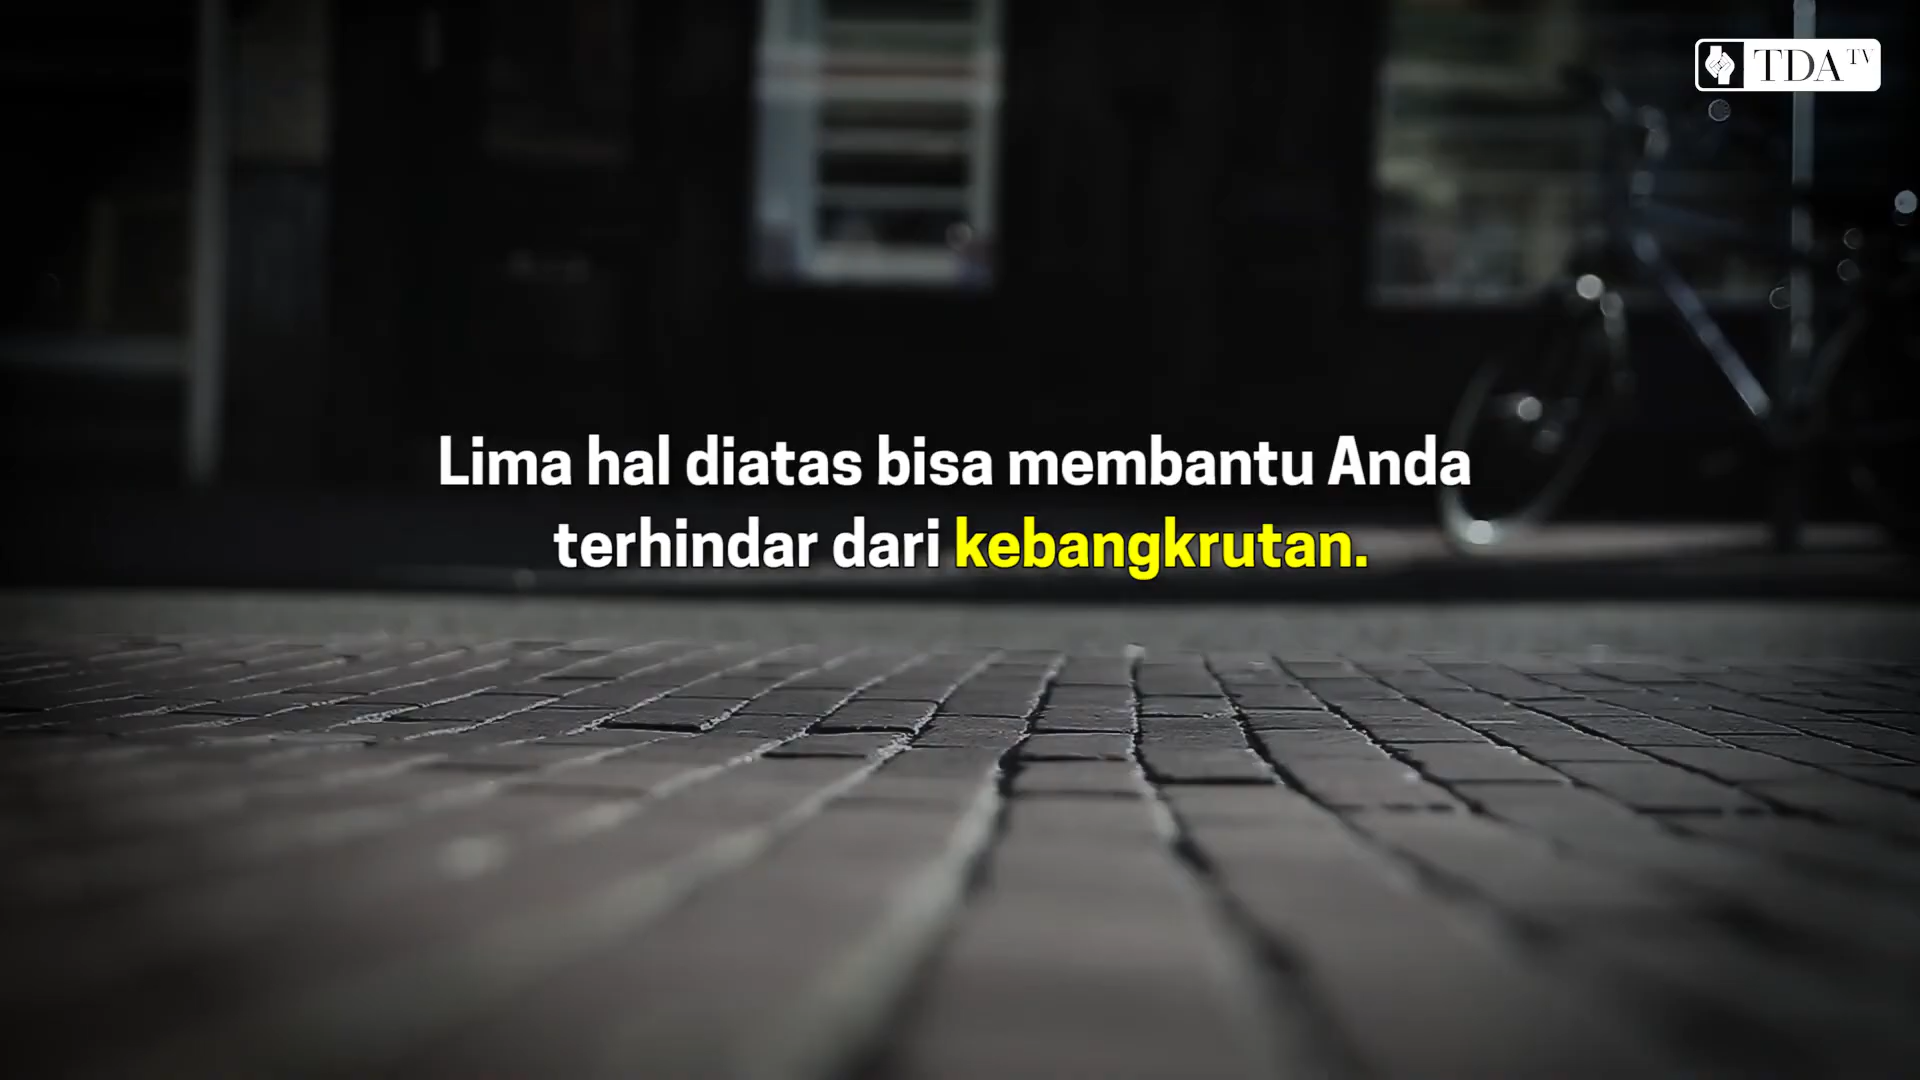 TDA TV
Lima hal diatas bisa membantu Anda
terhindar dari kebangkrutan.